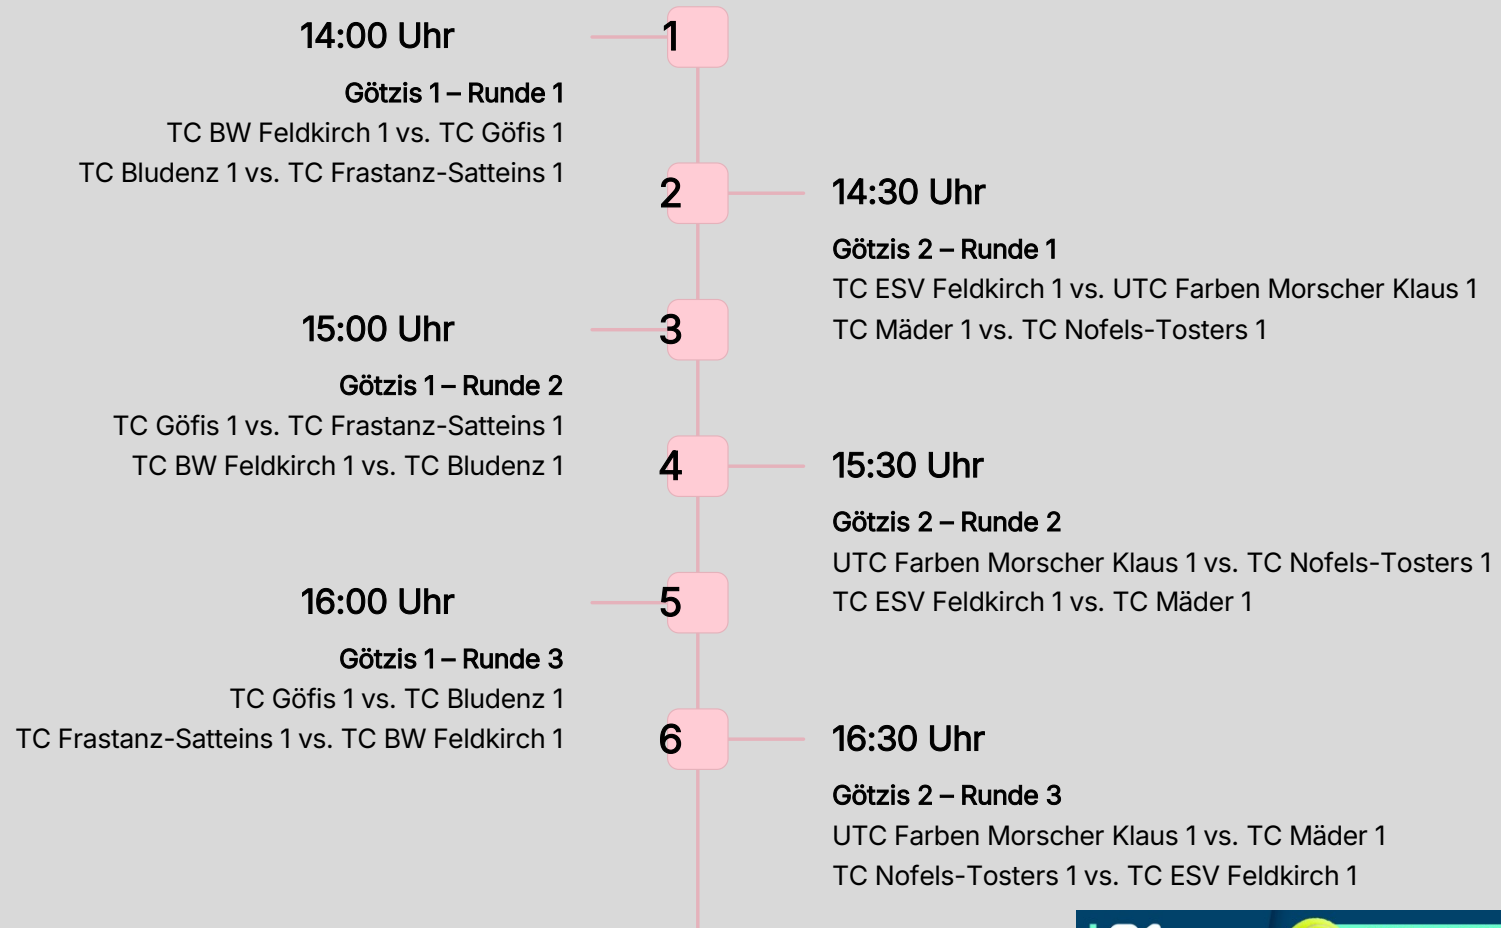 14:00 Uhr
1
Götzis 1 – Runde 1
TC BW Feldkirch 1 vs. TC Göfis 1
TC Bludenz 1 vs. TC Frastanz-Satteins 1
2
14:30 Uhr
Götzis 2 – Runde 1
TC ESV Feldkirch 1 vs. UTC Farben Morscher Klaus 1
TC Mäder 1 vs. TC Nofels-Tosters 1
15:00 Uhr
3
Götzis 1 – Runde 2
TC Göfis 1 vs. TC Frastanz-Satteins 1
TC BW Feldkirch 1 vs. TC Bludenz 1
4
15:30 Uhr
Götzis 2 – Runde 2
UTC Farben Morscher Klaus 1 vs. TC Nofels-Tosters 1
TC ESV Feldkirch 1 vs. TC Mäder 1
16:00 Uhr
5
Götzis 1 – Runde 3
TC Göfis 1 vs. TC Bludenz 1
TC Frastanz-Satteins 1 vs. TC BW Feldkirch 1
6
16:30 Uhr
Götzis 2 – Runde 3
UTC Farben Morscher Klaus 1 vs. TC Mäder 1
TC Nofels-Tosters 1 vs. TC ESV Feldkirch 1